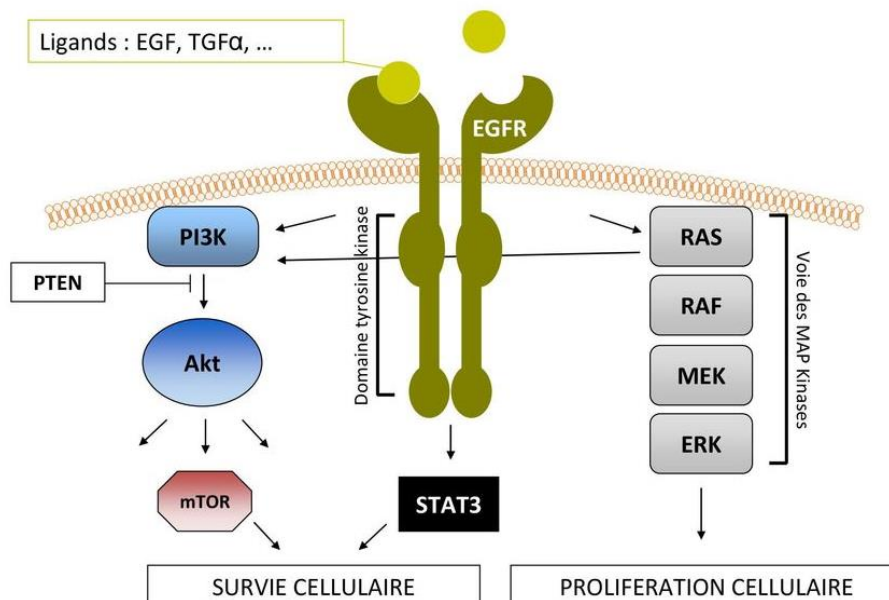 Ligands : EGF, TGFα, ...
EGFR
PI3K
RAS
PTEN
RAF
Akt
MEK
ERK
Domaine tyrosine kinase
Voie des MAP Kinases
mTOR
STAT3
SURVIE CELLULAIRE
PROLIFERATION CELLULAIRE